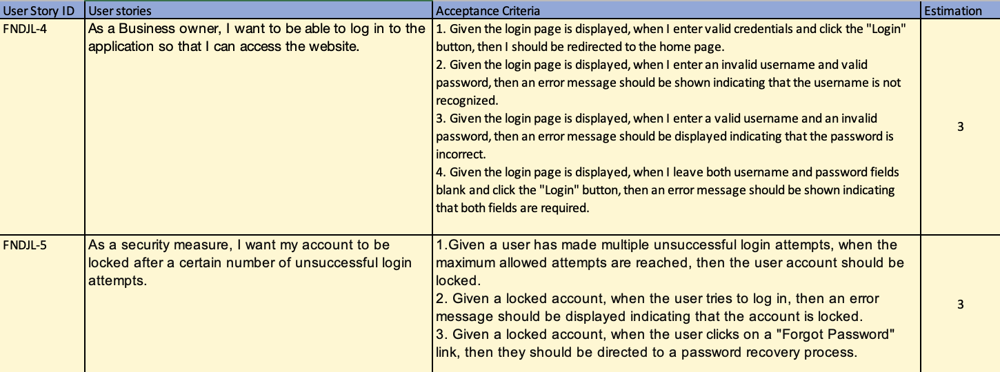 User Story ID User stories Acceptance Criteria Estimation
FNDJL-4
As a Business owner, I want to be able to log in to the
application so that I can access the website.
1. Given the login page is displayed, when I enter valid credentials and click the "Login"
button, then I should be redirected to the home page.
2. Given the login page is displayed, when I enter an invalid username and valid
password, then an error message should be shown indicating that the username is not
recognized.
3. Given the login page is displayed, when I enter a valid username and an invalid
password, then an error message should be displayed indicating that the password is
incorrect.
4. Given the login page is displayed, when I leave both username and password fields
blank and click the "Login" button, then an error message should be shown indicating
that both fields are required.
3
FNDJL-5
As a security measure, I want my account to be
locked after a certain number of unsuccessful login
attempts.
1.Given a user has made multiple unsuccessful login attempts, when the
maximum allowed attempts are reached, then the user account should be
locked.
2. Given a locked account, when the user tries to log in, then an error
message should be displayed indicating that the account is locked.
3. Given a locked account, when the user clicks on a "Forgot Password"
link, then they should be directed to a password recovery process.
3